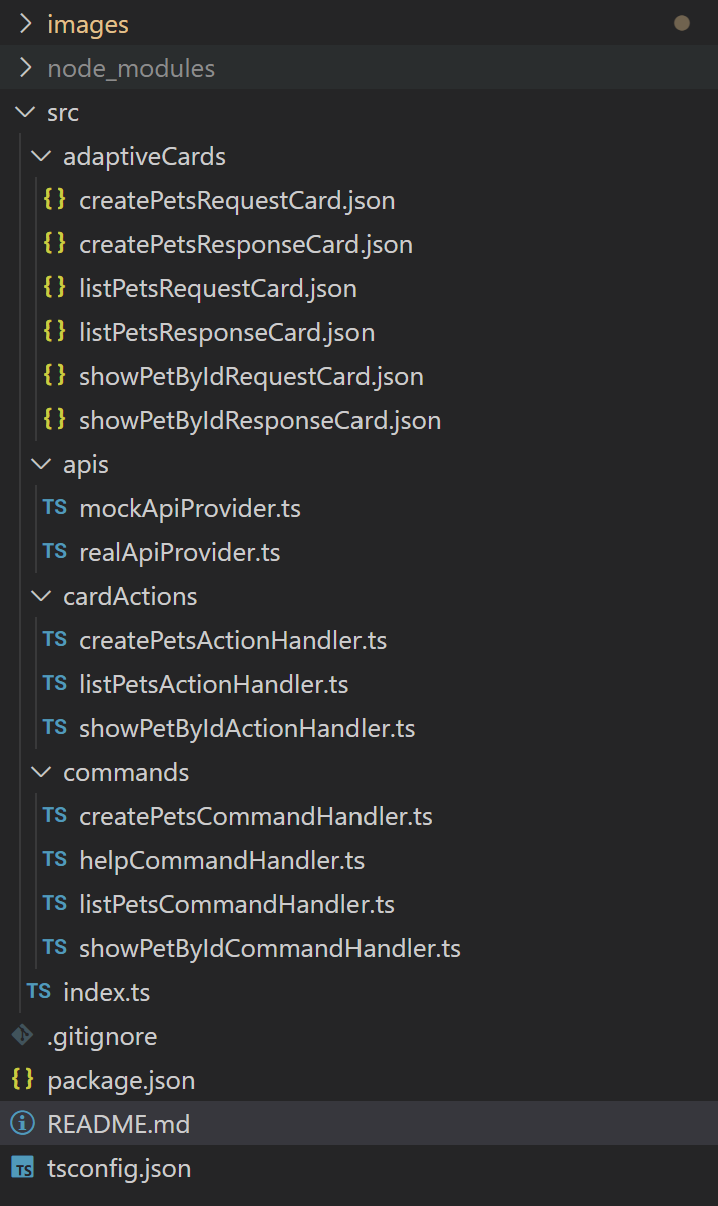 images
node_modules
src
adaptiveCards
{} createPetsRequestCard.json
{} createPetsResponseCard.json
{} listPetsRequestCard.json
{} listPetsResponseCard.json
{} showPetByIdRequestCard.json
{} showPetByIdResponseCard.json
apis
TS mockApiProvider.ts
TS realApiProvider.ts
cardActions
TS createPetsActionHandler.ts
TS listPetsActionHandler.ts
TS showPetByIdActionHandler.ts
commands
TS createPetsCommandHandler.ts
TS helpCommandHandler.ts
TS listPetsCommandHandler.ts
TS showPetByIdCommandHandler.ts
TS index.ts
.gitignore
{} package.json
README.md
TS tsconfig.json